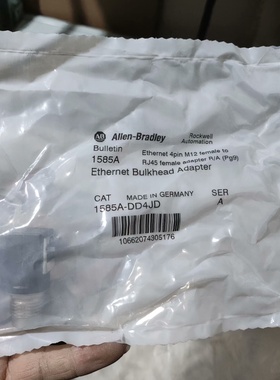 AB Allen-Bradley Rockwell
Automation
Bulletin Ethernet 4pin M12 female to
1585A RJ45 female adapter R/A (Pg9)
Ethernet Bulkhead Adapter
CAT MADE IN GERMANY SER
1585A-DD4JD A
10662074305176